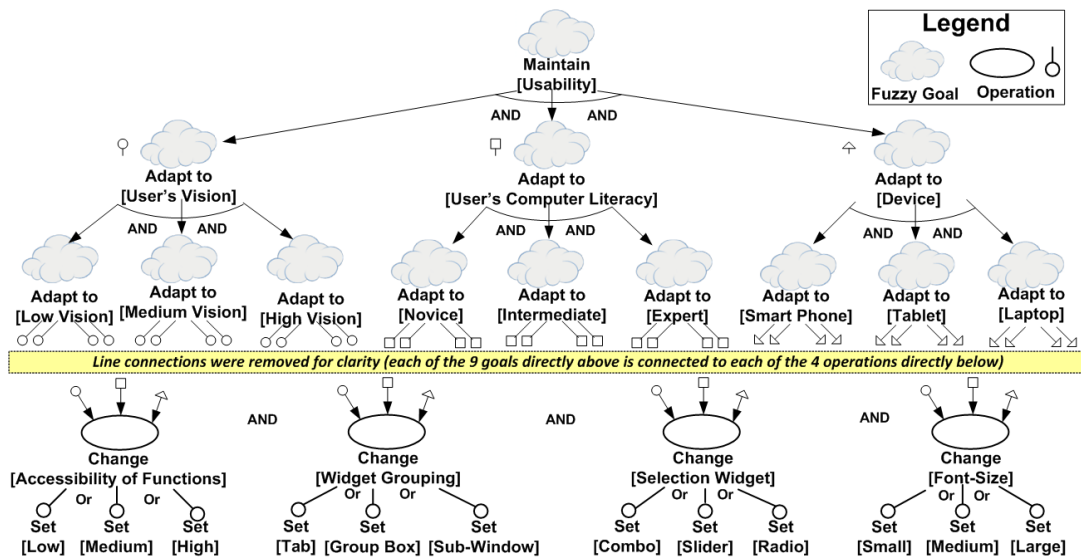 Legend
Fuzzy Goal
Operation
Maintain
[Usability]
AND
AND
Adapt to
[User's Vision]
Adapt to
[User's Computer Literacy]
Adapt to
[Device]
AND
AND
AND
AND
AND
AND
Adapt to
[Low Vision]
Adapt to
[Medium Vision]
Adapt to
[High Vision]
Adapt to
[Novice]
Adapt to
[Intermediate]
Adapt to
[Expert]
Adapt to
[Smart Phone]
Adapt to
[Tablet]
Adapt to
[Laptop]
Line connections were removed for clarity (each of the 9 goals directly above is connected to each of the 4 operations directly below)
AND
AND
AND
Change
[Accessibility of Functions]
Or
Or
Set
[Low]
Set
[Medium]
Set
[High]
Change
[Widget Grouping]
Or
Or
Set
[Tab]
Set
[Group Box]
Set
[Sub-Window]
Change
[Selection Widget]
Or
Or
Set
[Combo]
Set
[Slider]
Set
[Radio]
Change
[Font-Size]
Or
Or
Set
[Small]
Set
[Medium]
Set
[Large]